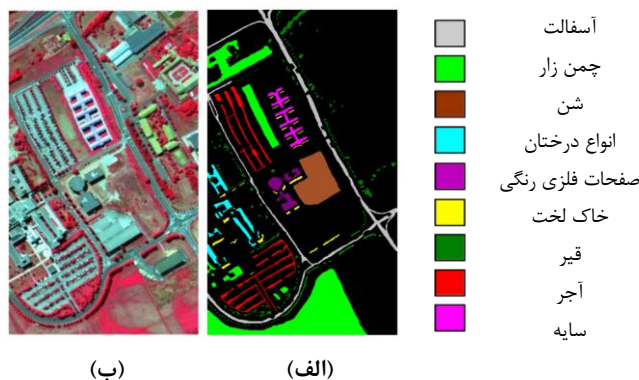 آسفالت
چمن زار
شن
انواع درختان
صفحات فلزی رنگی
خاک لخت
قیر
آجر
سایه
(الف)
(ب)